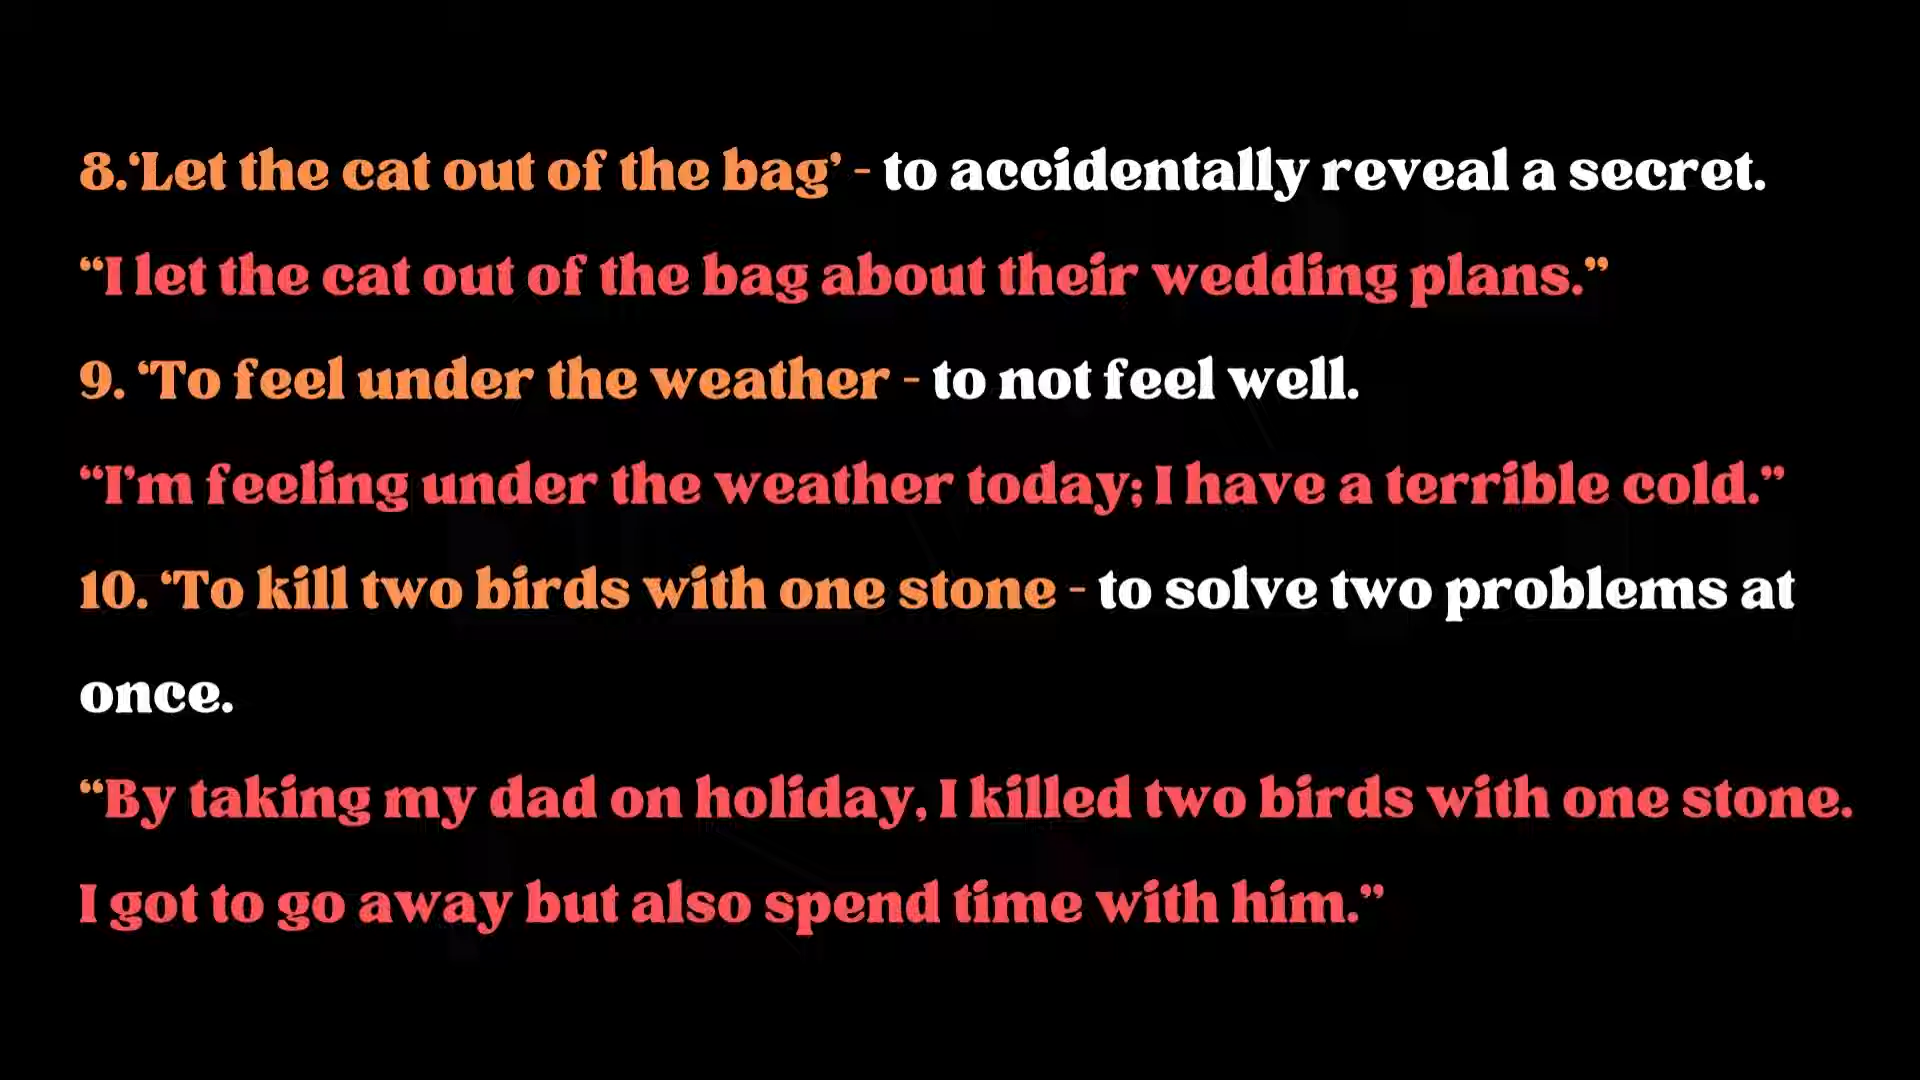 8.‘Let the cat out of the bag’ - to accidentally reveal a secret.
“I let the cat out of the bag about their wedding plans.”
9. ‘To feel under the weather - to not feel well.
“I’m feeling under the weather today; I have a terrible cold.”
10. ‘To kill two birds with one stone - to solve two problems at
once.
“By taking my dad on holiday, I killed two birds with one stone.
I got to go away but also spend time with him.”